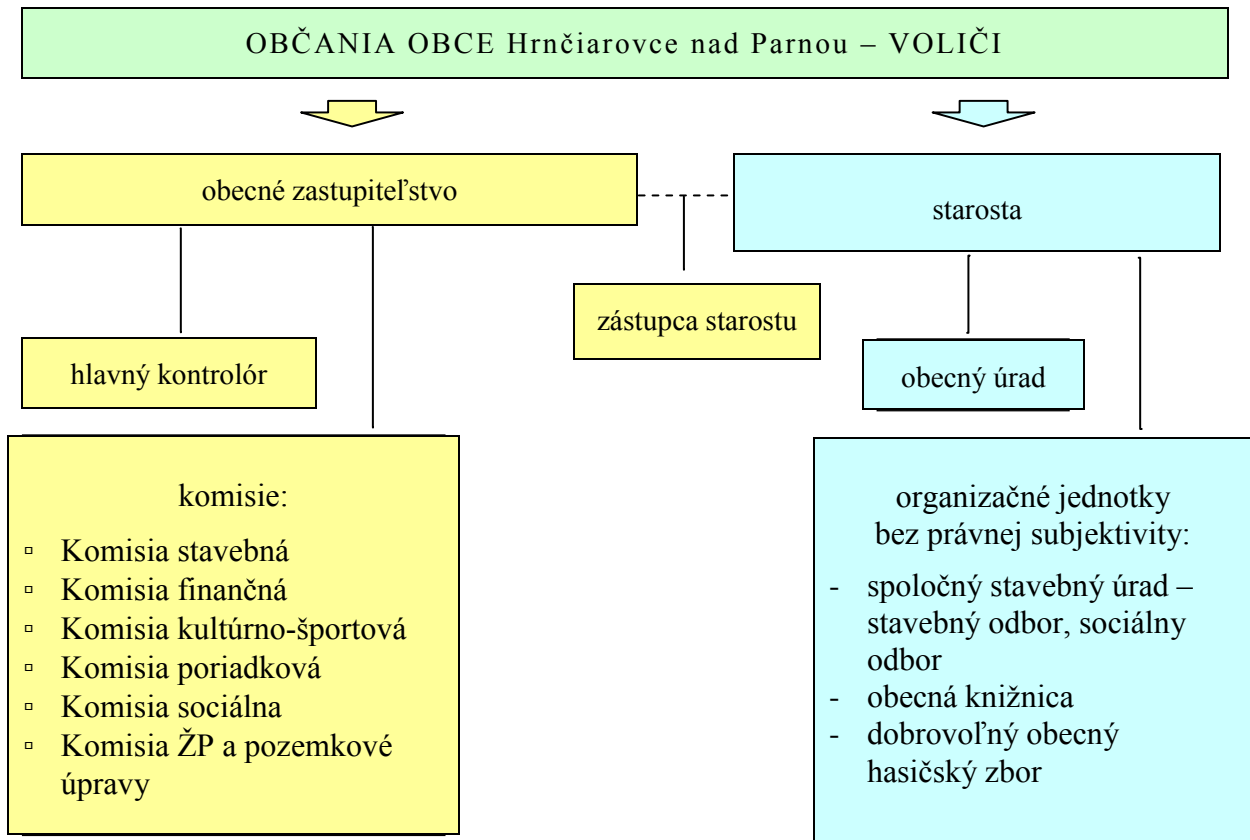 OBČANIA OBCE Hrnčiarovce nad Parnou – VOLIČI
obecné zastupiteľstvo
starosta
zástupca starostu
hlavný kontrolór
obecný úrad
komisie:
▫ Komisia stavebná
▫ Komisia finančná
▫ Komisia kultúrno-športová
▫ Komisia poriadková
▫ Komisia sociálna
▫ Komisia ŽP a pozemkové
úpravy
organizačné jednotky
bez právnej subjektivity:
- spoločný stavebný úrad –
stavebný odbor, sociálny
odbor
- obecná knižnica
- dobrovoľný obecný
hasičský zbor